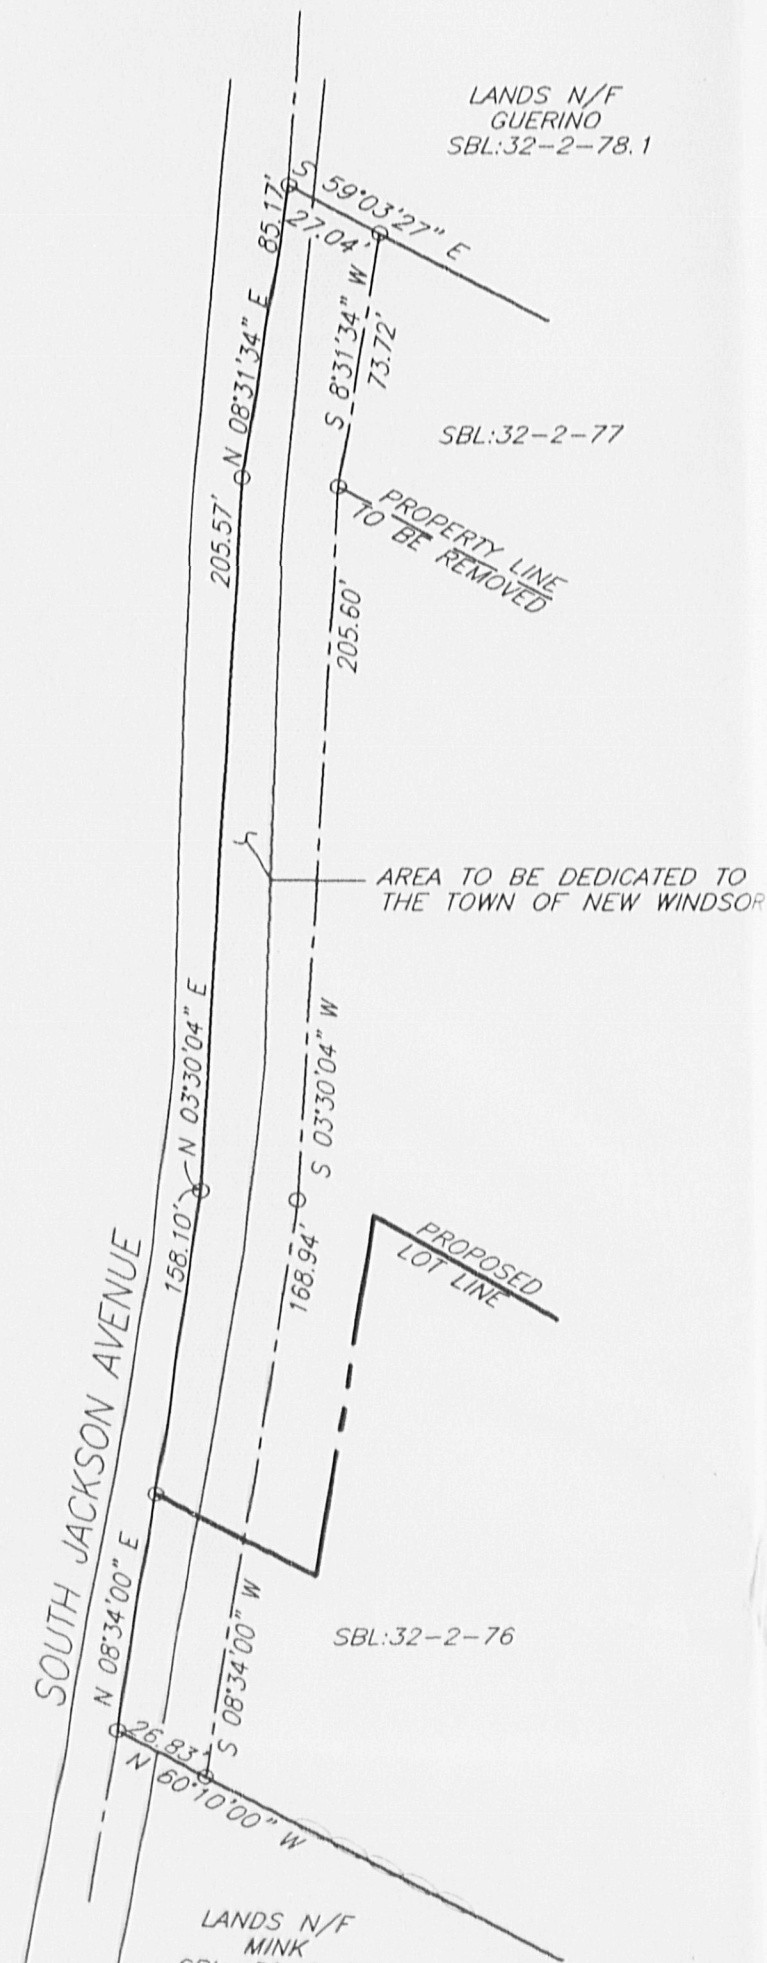 LANDS N/F
GUERINO
SBL:32-2-78.1
S 59°03'27" E
27.04'
85.17'
N 08°31'34" E
S 8°31'34" W
73.72'
SBL:32-2-77
PROPERTY LINE
TO BE REMOVED
205.57'
205.60'
AREA TO BE DEDICATED TO
THE TOWN OF NEW WINDSOR
N 03°30'04" E
S 03°30'04" W
158.10'
168.94'
PROPOSED
LOT LINE
SOUTH JACKSON AVENUE
N 08°34'00" E
S 08°34'00" W
SBL:32-2-76
26.83'
N 60°10'00" W
LANDS N/F
MINK